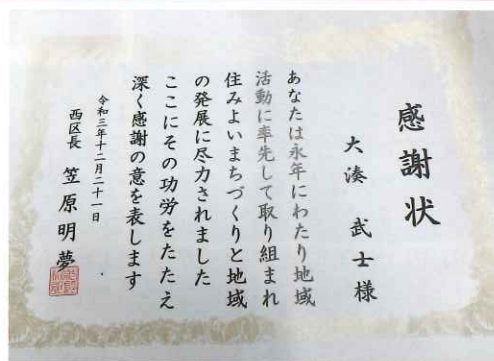 感謝状
大湊 武士様
あなたは永年にわたり地域
活動に率先して取り組まれ
住みよいまちづくりと地域
の発展に尽力されました
ここにその功労をたたえ
深く感謝の意を表します
令和三年十二月二十一日
西区長 笠原明夢